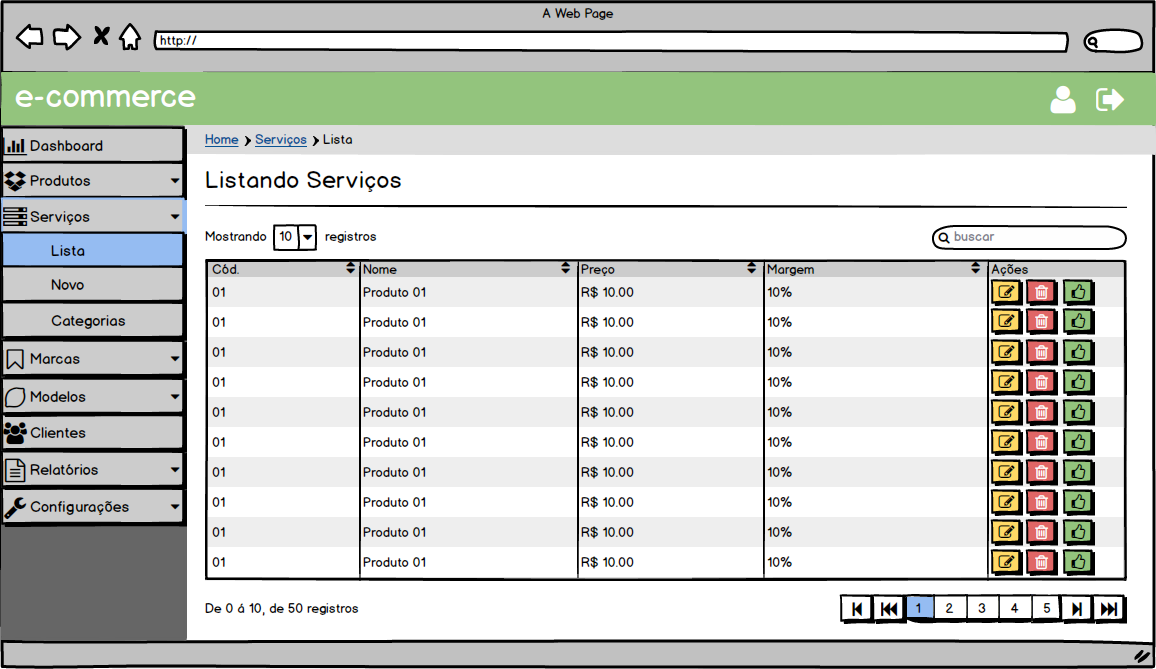 A Web Page
http://
e-commerce
Dashboard
Produtos
Serviços
Lista
Novo
Categorias
Marcas
Modelos
Clientes
Relatórios
Configurações
Home Serviços Lista
Listando Serviços
Mostrando 10 registros
buscar
Cód. Nome Preço Margem Ações
01 Produto 01 R$ 10.00 10%
01 Produto 01 R$ 10.00 10%
01 Produto 01 R$ 10.00 10%
01 Produto 01 R$ 10.00 10%
01 Produto 01 R$ 10.00 10%
01 Produto 01 R$ 10.00 10%
01 Produto 01 R$ 10.00 10%
01 Produto 01 R$ 10.00 10%
01 Produto 01 R$ 10.00 10%
01 Produto 01 R$ 10.00 10%
De 0 á 10, de 50 registros
1 2 3 4 5